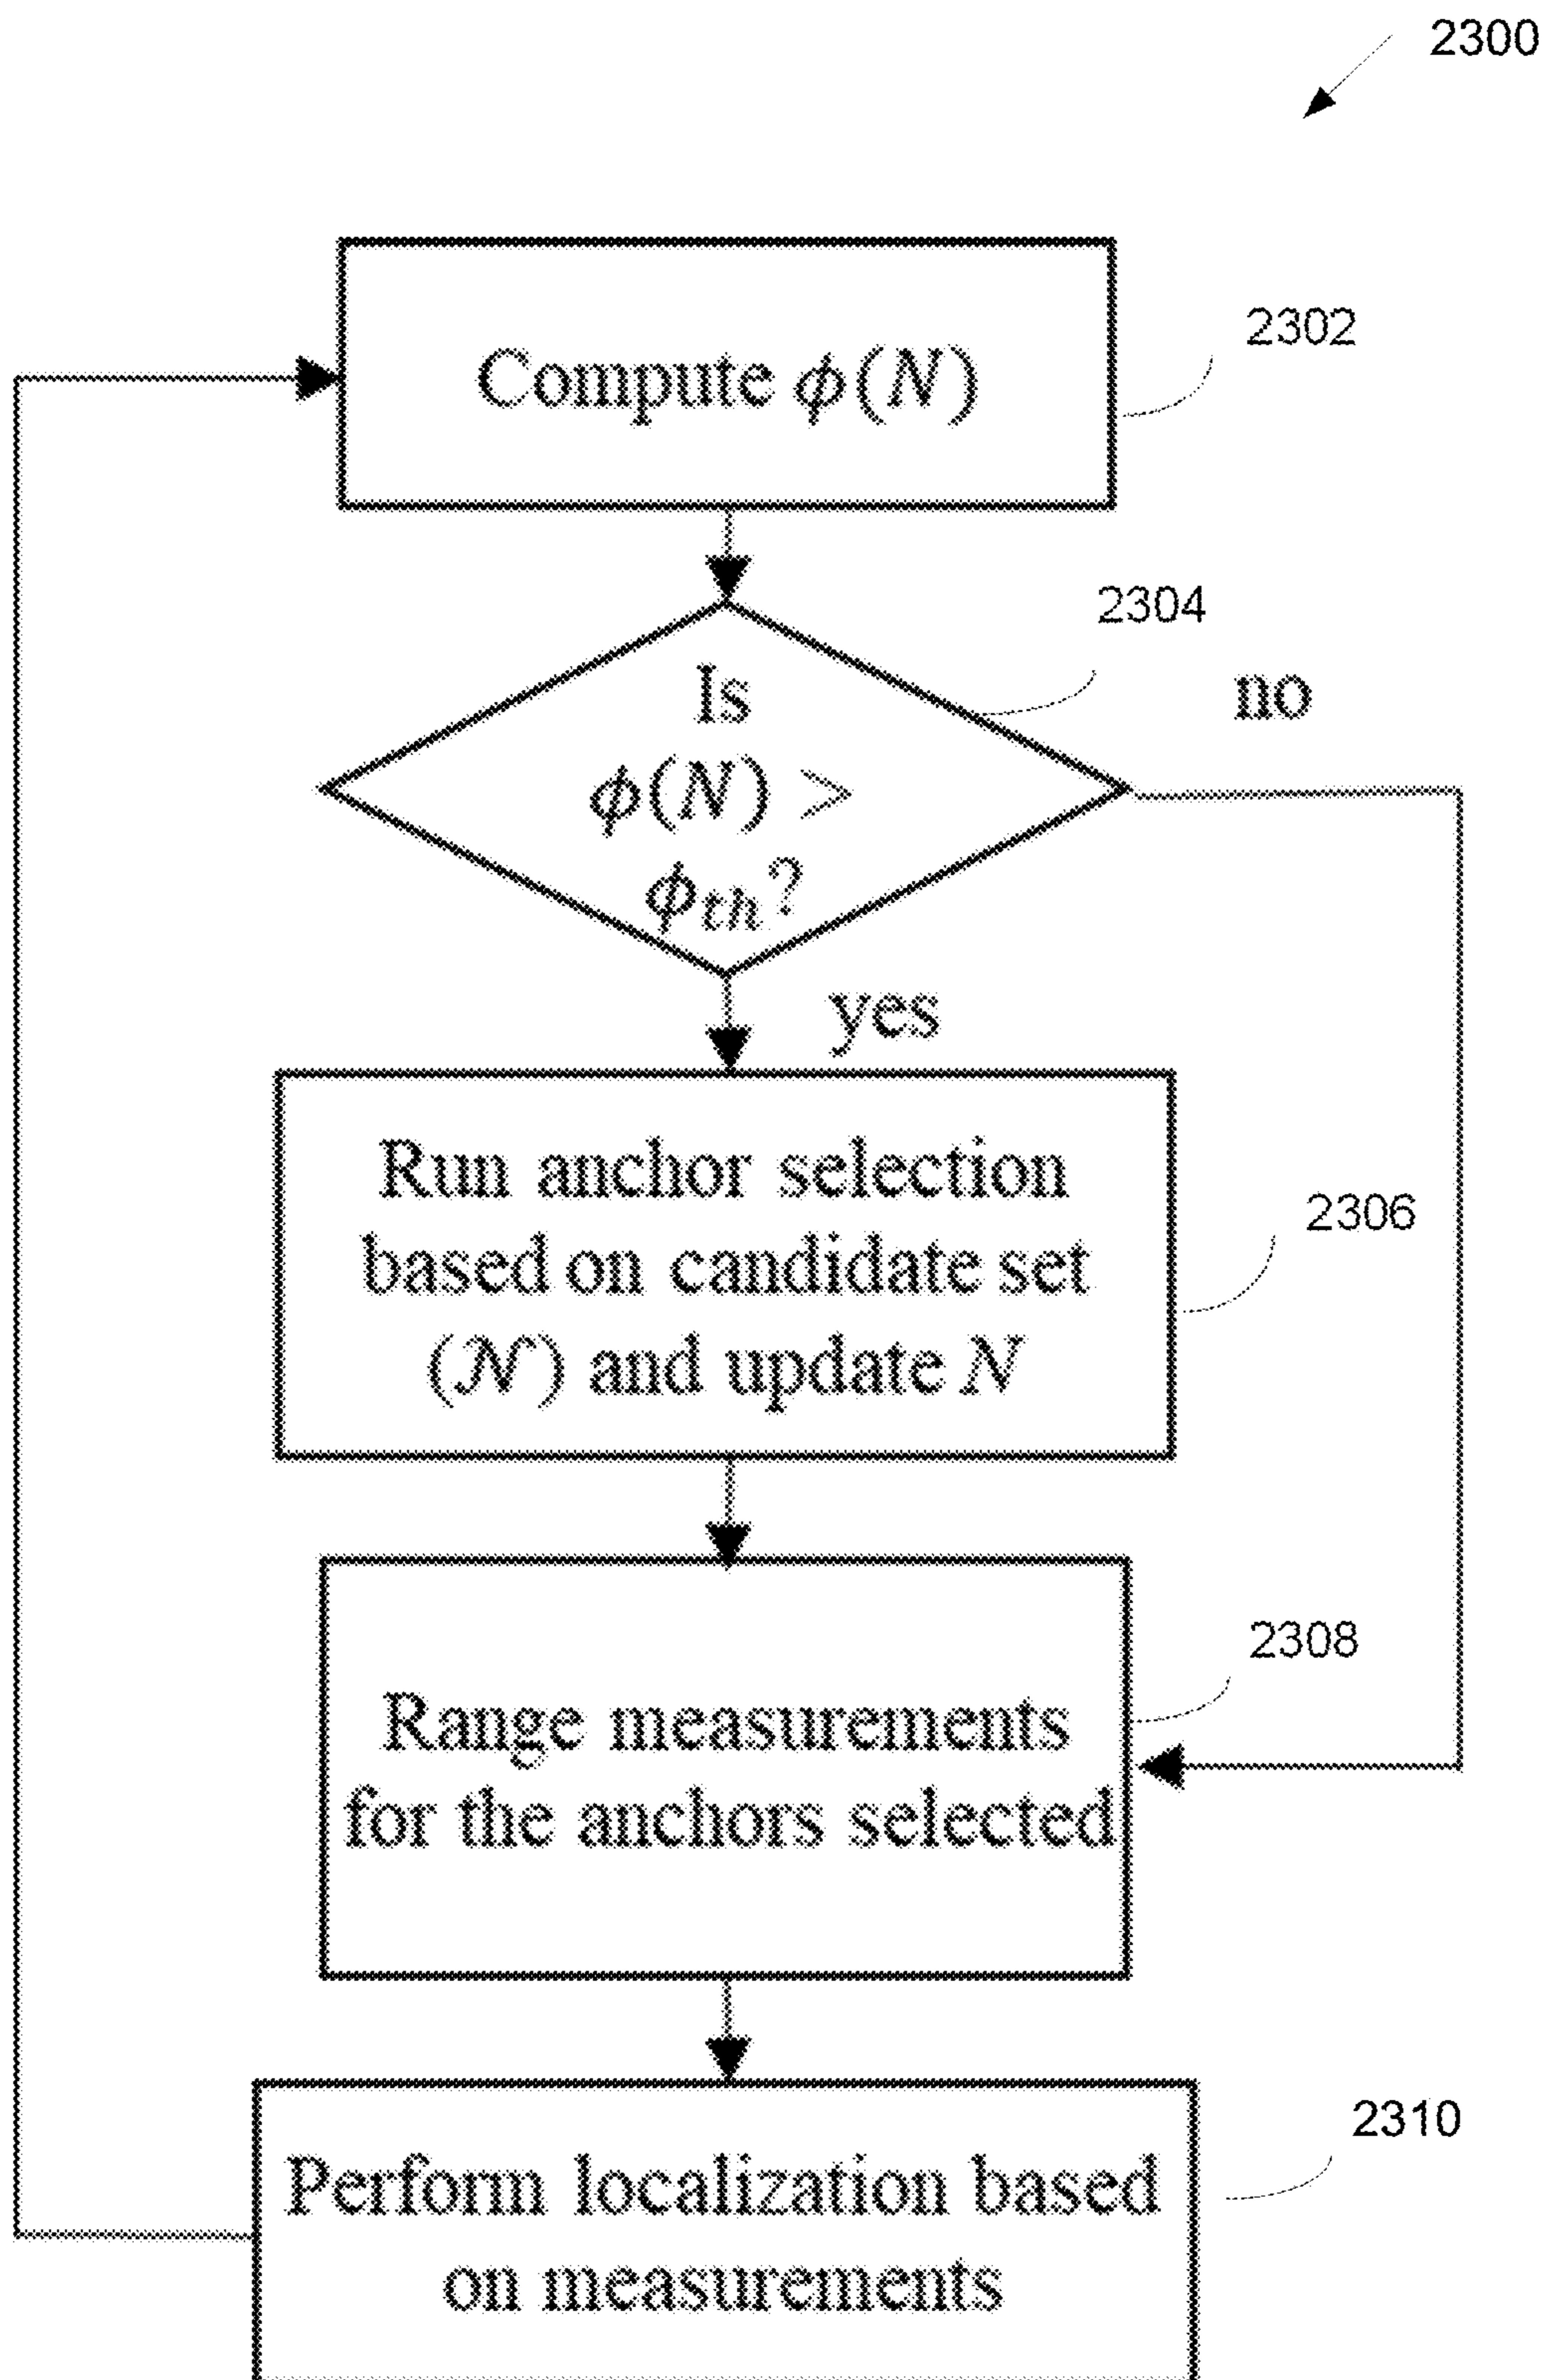 2300
Compute ϕ(N)
2302
2304
Is
ϕ(N) >
ϕth?
no
yes
Run anchor selection
based on candidate set
(𝒩) and update N
2306
2308
Range measurements
for the anchors selected
2310
Perform localization based
on measurements